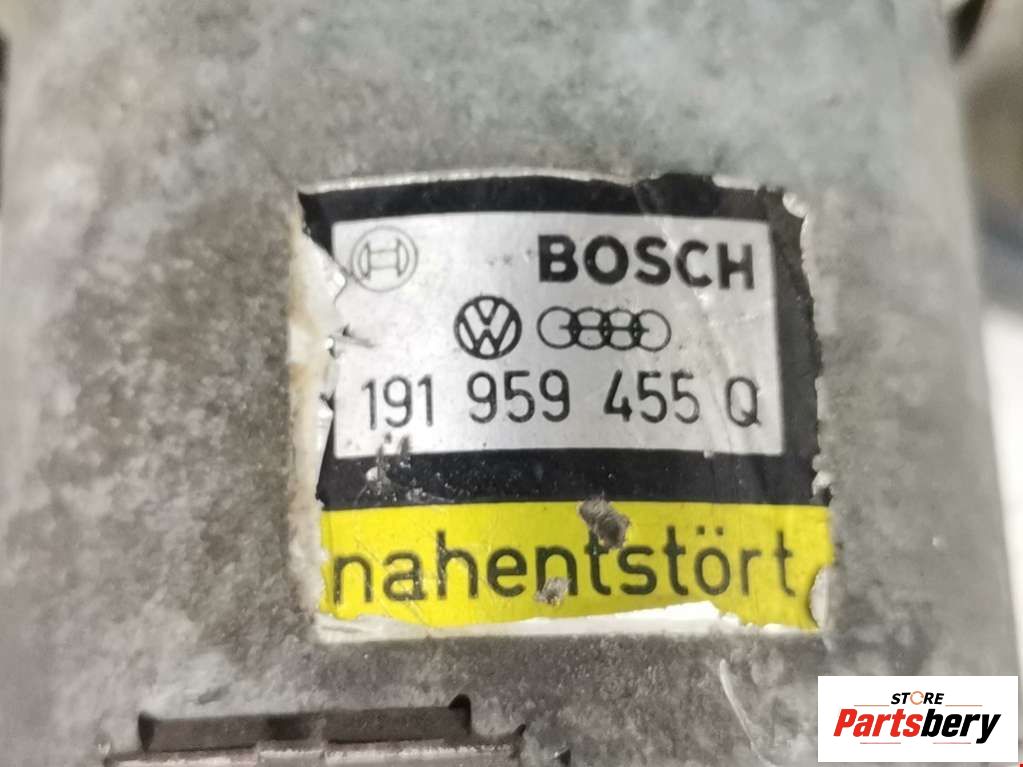 BOSCH
191 959 455 Q
nahentstört
STORE
Partsbery